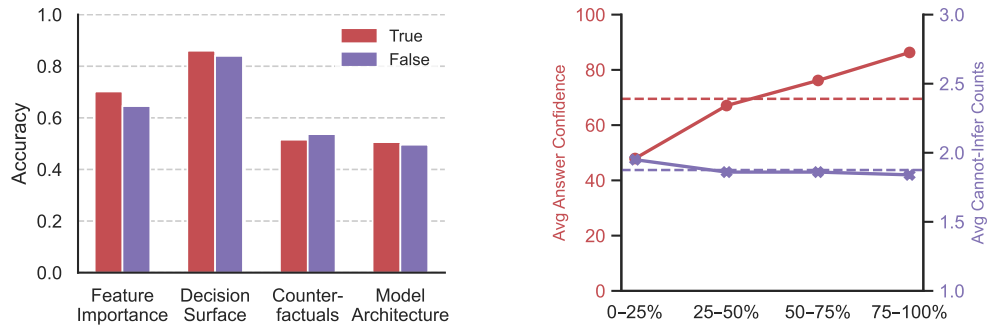 1.0
0.8
0.6
0.4
0.2
0.0
Accuracy
True
False
Feature
Importance
Decision
Surface
Counter-
factuals
Model
Architecture
100
80
60
40
20
0
Avg Answer Confidence
3.0
2.5
2.0
1.5
1.0
Avg Cannot-Infer Counts
0–25%
25–50%
50–75%
75–100%